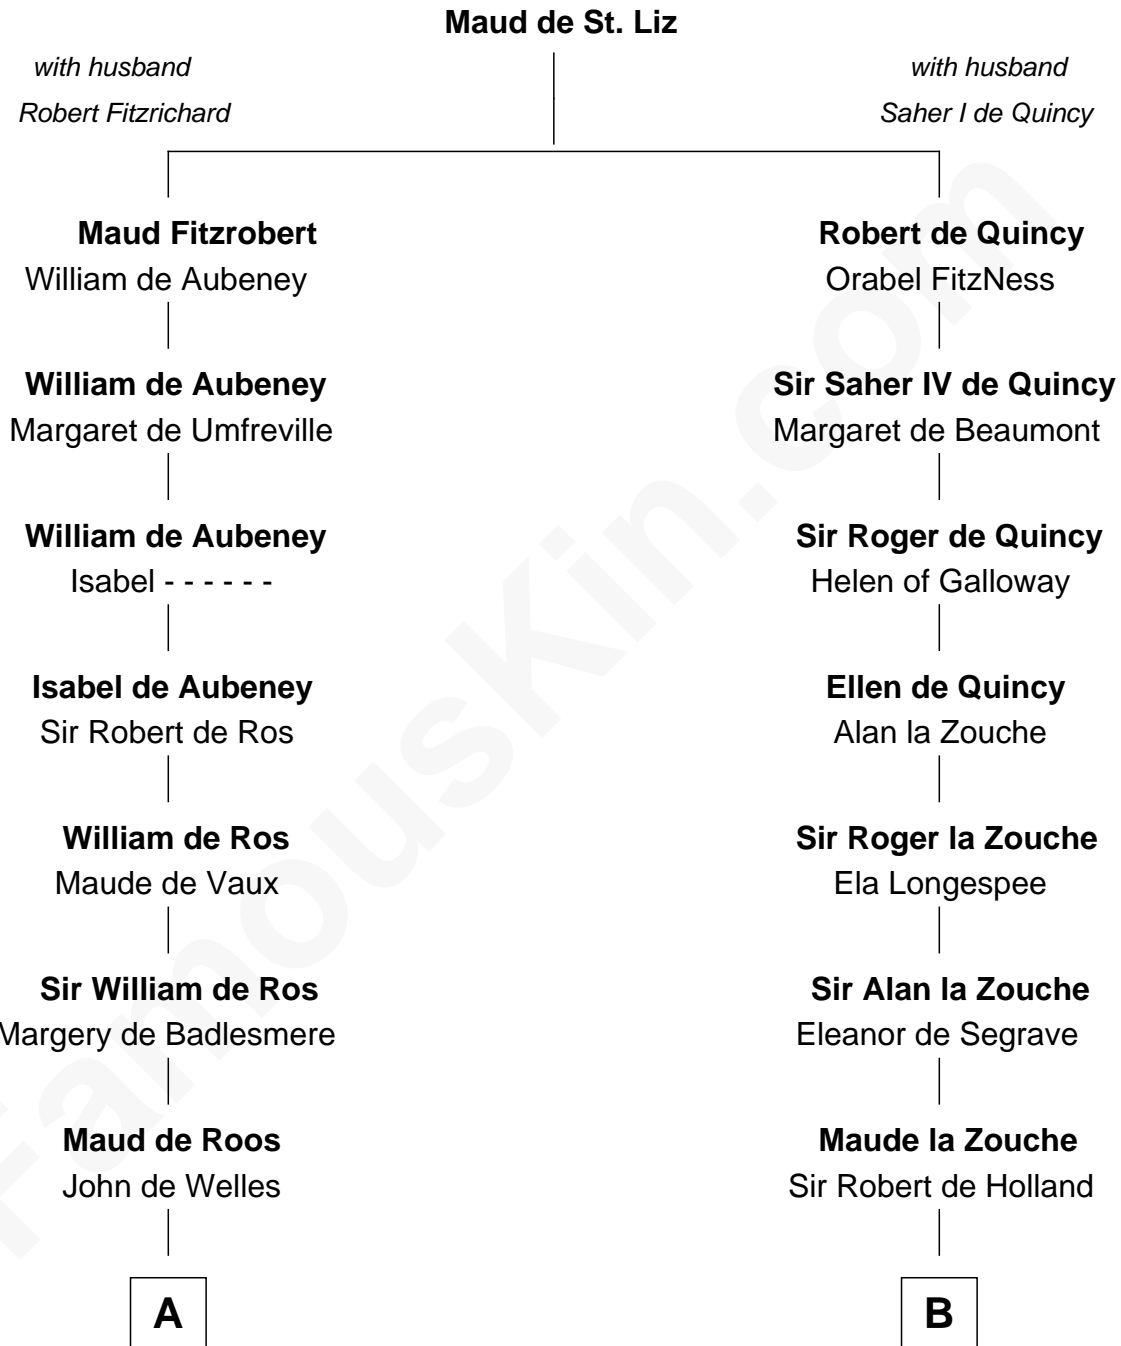 Maud de St. Liz
with husband
Robert Fitzrichard
with husband
Saher I de Quincy
Maud Fitzrobert
William de Aubeney
Robert de Quincy
Orabel FitzNess
William de Aubeney
Margaret de Umfreville
Sir Saher IV de Quincy
Margaret de Beaumont
William de Aubeney
Isabel - - - - - -
Sir Roger de Quincy
Helen of Galloway
Isabel de Aubeney
Sir Robert de Ros
Ellen de Quincy
Alan la Zouche
William de Ros
Maude de Vaux
Sir Roger la Zouche
Ela Longespee
Sir William de Ros
Margery de Badlesmere
Sir Alan la Zouche
Eleanor de Segrave
Maud de Roos
John de Welles
Maude la Zouche
Sir Robert de Holland
A
B
FamousKin.com